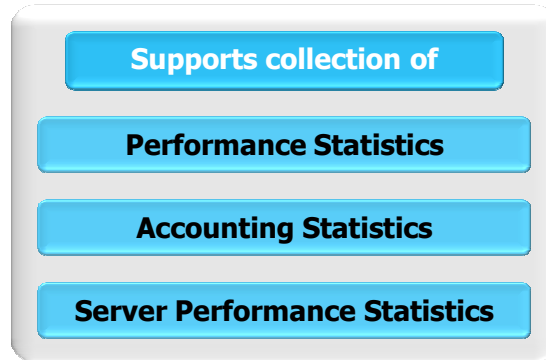 Supports collection of
Performance Statistics
Accounting Statistics
Server Performance Statistics